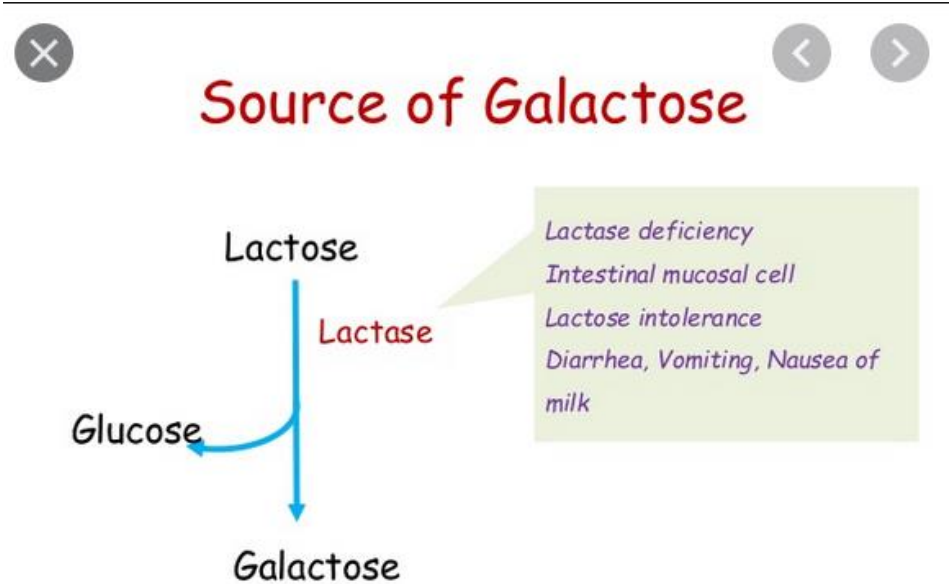 Source of Galactose
Lactose
Lactase
Glucose
Galactose
Lactase deficiency
Intestinal mucosal cell
Lactose intolerance
Diarrhea, Vomiting, Nausea of
milk